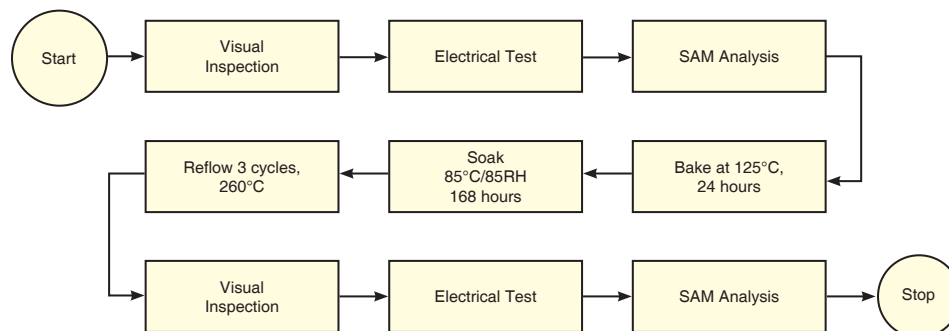 Start
Visual
Inspection
Electrical Test
SAM Analysis
Bake at 125°C,
24 hours
Soak
85°C/85RH
168 hours
Reflow 3 cycles,
260°C
Visual
Inspection
Electrical Test
SAM Analysis
Stop